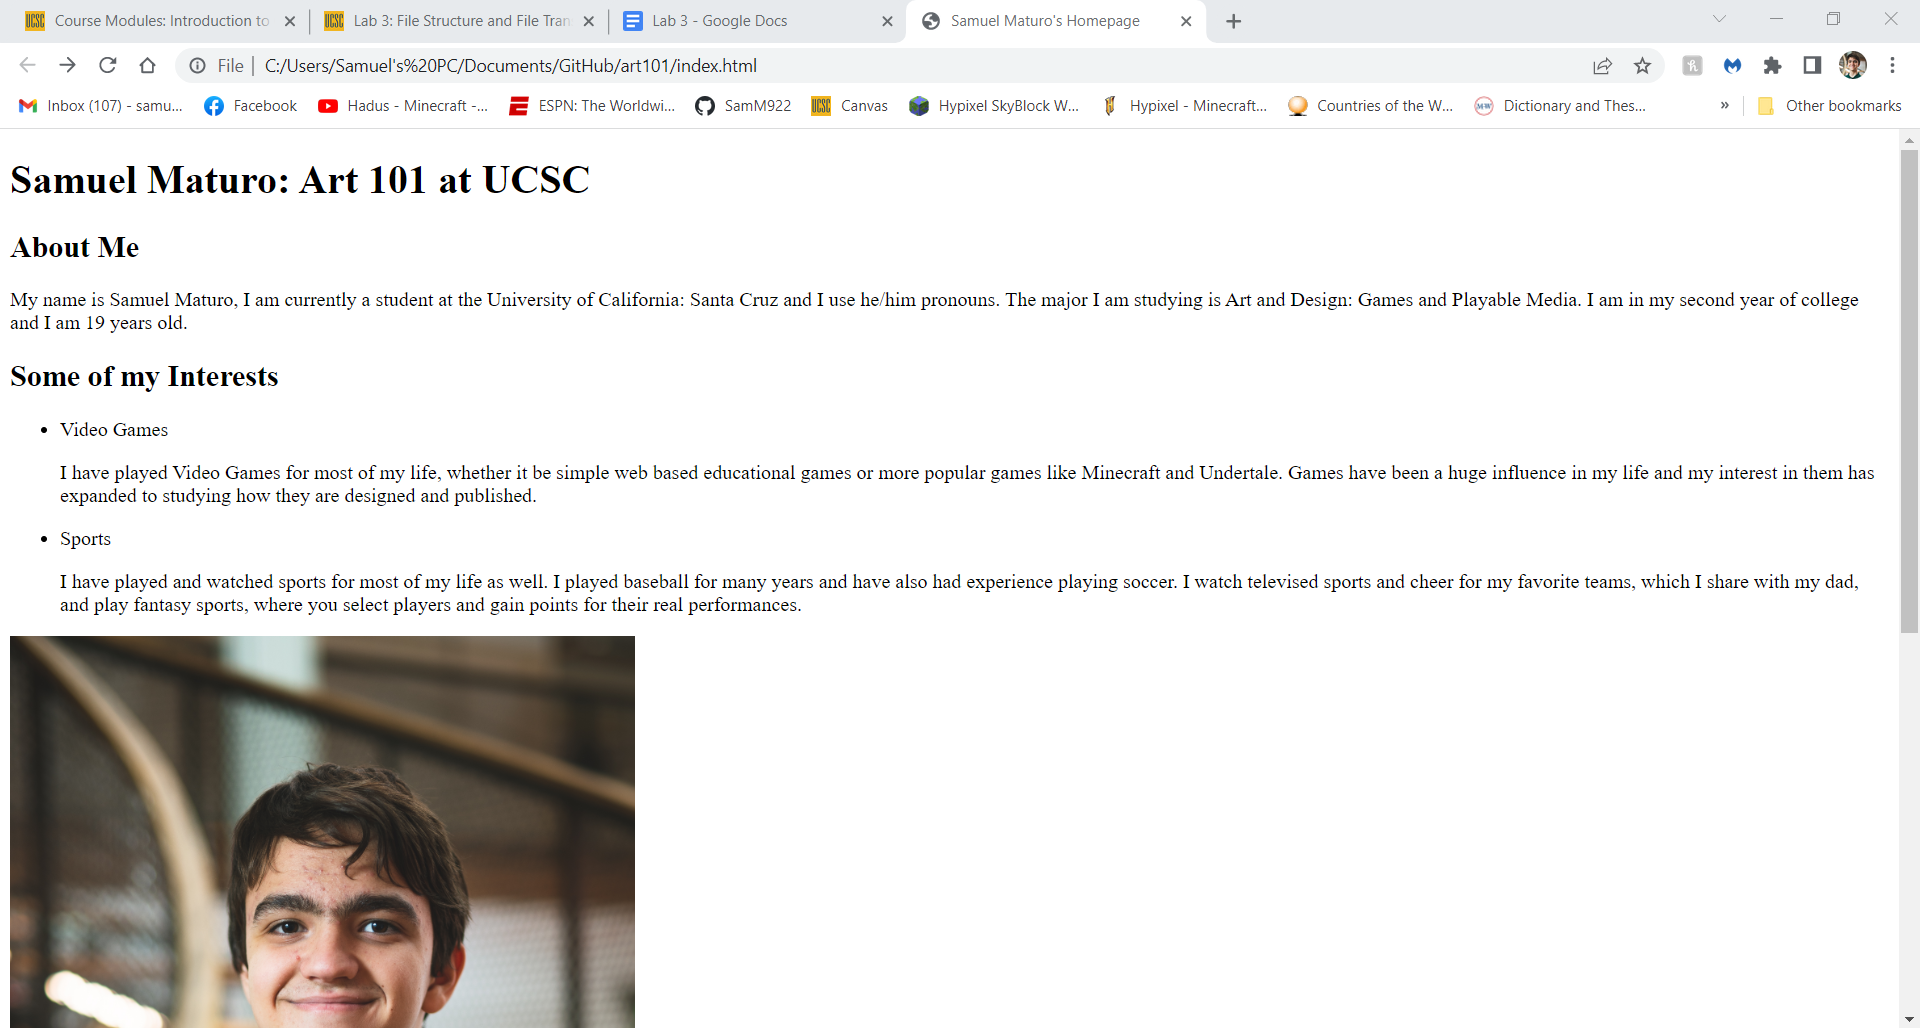 Course Modules: Introduction to
Lab 3: File Structure and File Tran
Lab 3 - Google Docs
Samuel Maturo's Homepage
File
C:/Users/Samuel's%20PC/Documents/GitHub/art101/index.html
Inbox (107) - samu...
Facebook
Hadus - Minecraft -...
ESPN: The Worldwi...
SamM922
UCSC
Canvas
Hypixel SkyBlock W...
Hypixel - Minecraft...
Countries of the W...
Dictionary and Thes...
»
Other bookmarks
Samuel Maturo: Art 101 at UCSC
About Me
My name is Samuel Maturo, I am currently a student at the University of California: Santa Cruz and I use he/him pronouns. The major I am studying is Art and Design: Games and Playable Media. I am in my second year of college
and I am 19 years old.
Some of my Interests
• Video Games
I have played Video Games for most of my life, whether it be simple web based educational games or more popular games like Minecraft and Undertale. Games have been a huge influence in my life and my interest in them has
expanded to studying how they are designed and published.
• Sports
I have played and watched sports for most of my life as well. I played baseball for many years and have also had experience playing soccer. I watch televised sports and cheer for my favorite teams, which I share with my dad,
and play fantasy sports, where you select players and gain points for their real performances.